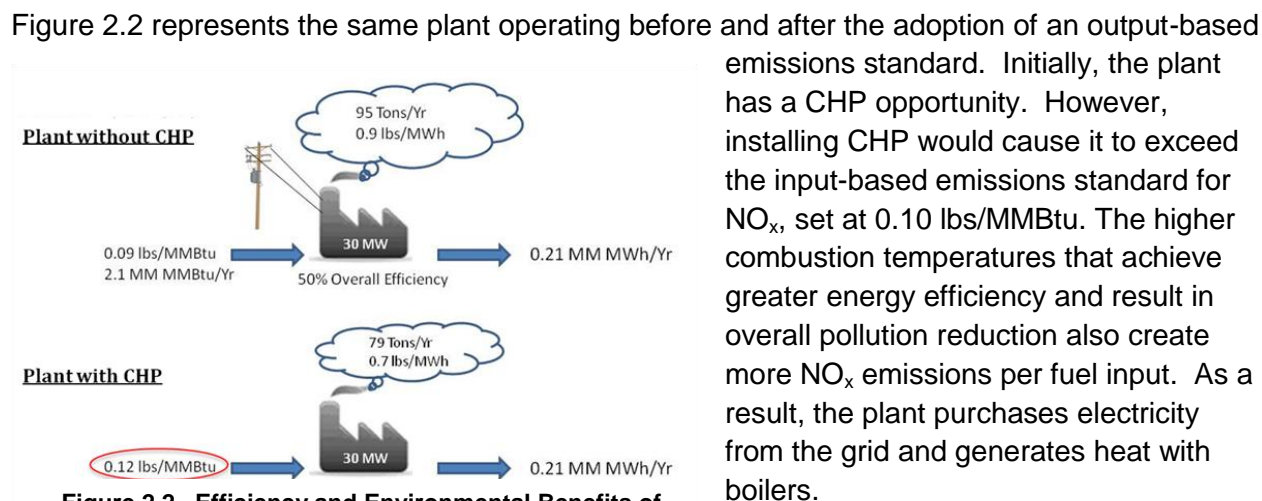 Figure 2.2 represents the same plant operating before and after the adoption of an output-based
emissions standard. Initially, the plant
has a CHP opportunity. However,
installing CHP would cause it to exceed
the input-based emissions standard for
NOx, set at 0.10 lbs/MMBtu. The higher
combustion temperatures that achieve
greater energy efficiency and result in
overall pollution reduction also create
more NOx emissions per fuel input. As a
result, the plant purchases electricity
from the grid and generates heat with
boilers.
Plant without CHP
95 Tons/Yr
0.9 lbs/MWh
0.09 lbs/MMBtu
2.1 MM MMBtu/Yr
30 MW
50% Overall Efficiency
0.21 MM MWh/Yr
Plant with CHP
79 Tons/Yr
0.7 lbs/MWh
0.12 lbs/MMBtu
30 MW
0.21 MM MWh/Yr
Figure 2.2 Efficiency and Environmental Benefits of